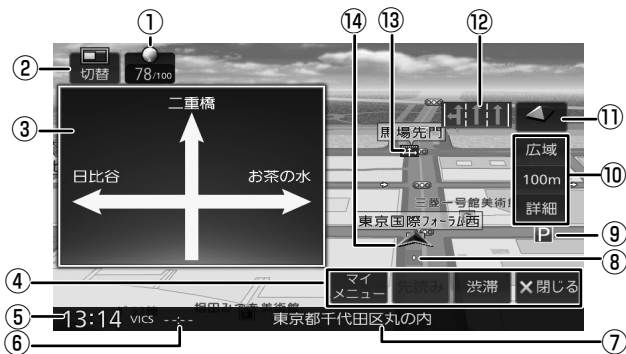 ①
⑭
⑬
⑫
②
切替
78/100
③
二重橋
⑪
馬場先門
広域
⑩
日比谷
お茶の水
100m
三菱一号館美術館
詳細
東京国際フォーラム西
P
⑨
⑧
④
マイ
メニュー
先読み
渋滞
×閉じる
⑤
13:14
VICS
--:--
東京都千代田区丸の内
⑥
⑦